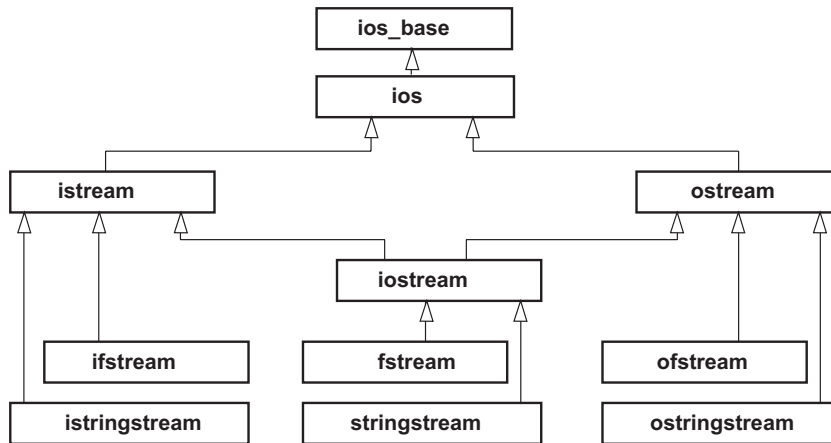 ios_base
ios
istream
ostream
iostream
ifstream
fstream
ofstream
istringstream
stringstream
ostringstream